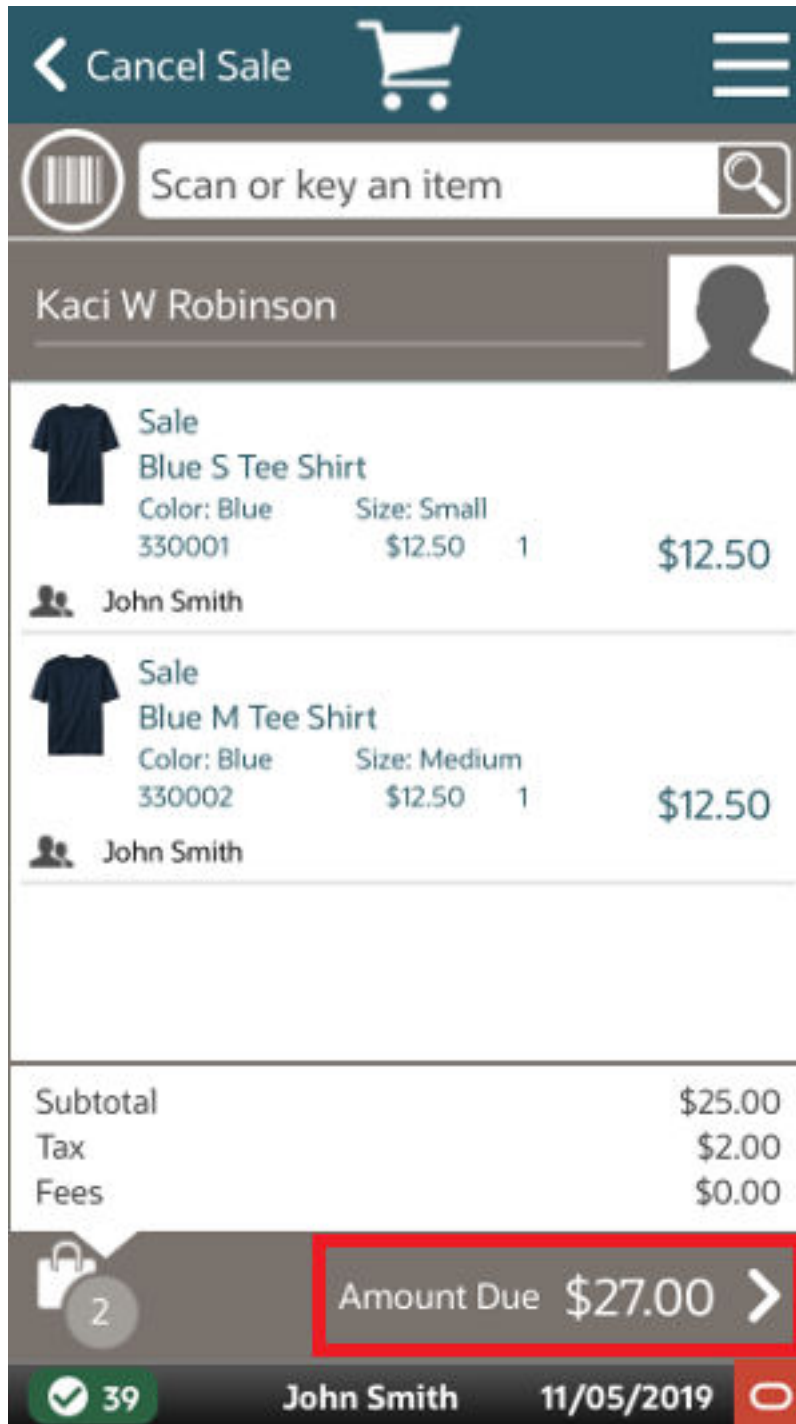 Cancel Sale
Scan or key an item
Kaci W Robinson
Sale
Blue S Tee Shirt
Color: Blue Size: Small
330001 $12.50 1 $12.50
John Smith
Sale
Blue M Tee Shirt
Color: Blue Size: Medium
330002 $12.50 1 $12.50
John Smith
Subtotal $25.00
Tax $2.00
Fees $0.00
2 Amount Due $27.00
39 John Smith 11/05/2019